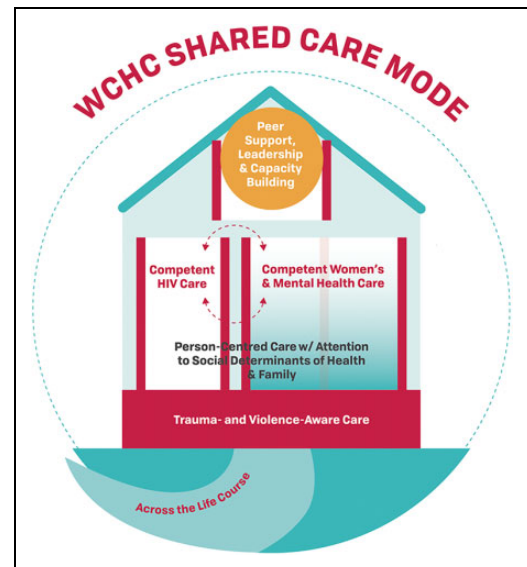 WCHC SHARED CARE MODE
Peer
Support,
Leadership
& Capacity
Building
Competent
HIV Care
Competent Women's
& Mental Health Care
Person-Centred Care w/ Attention
to Social Determinants of Health
& Family
Trauma- and Violence-Aware Care
Across the Life Course